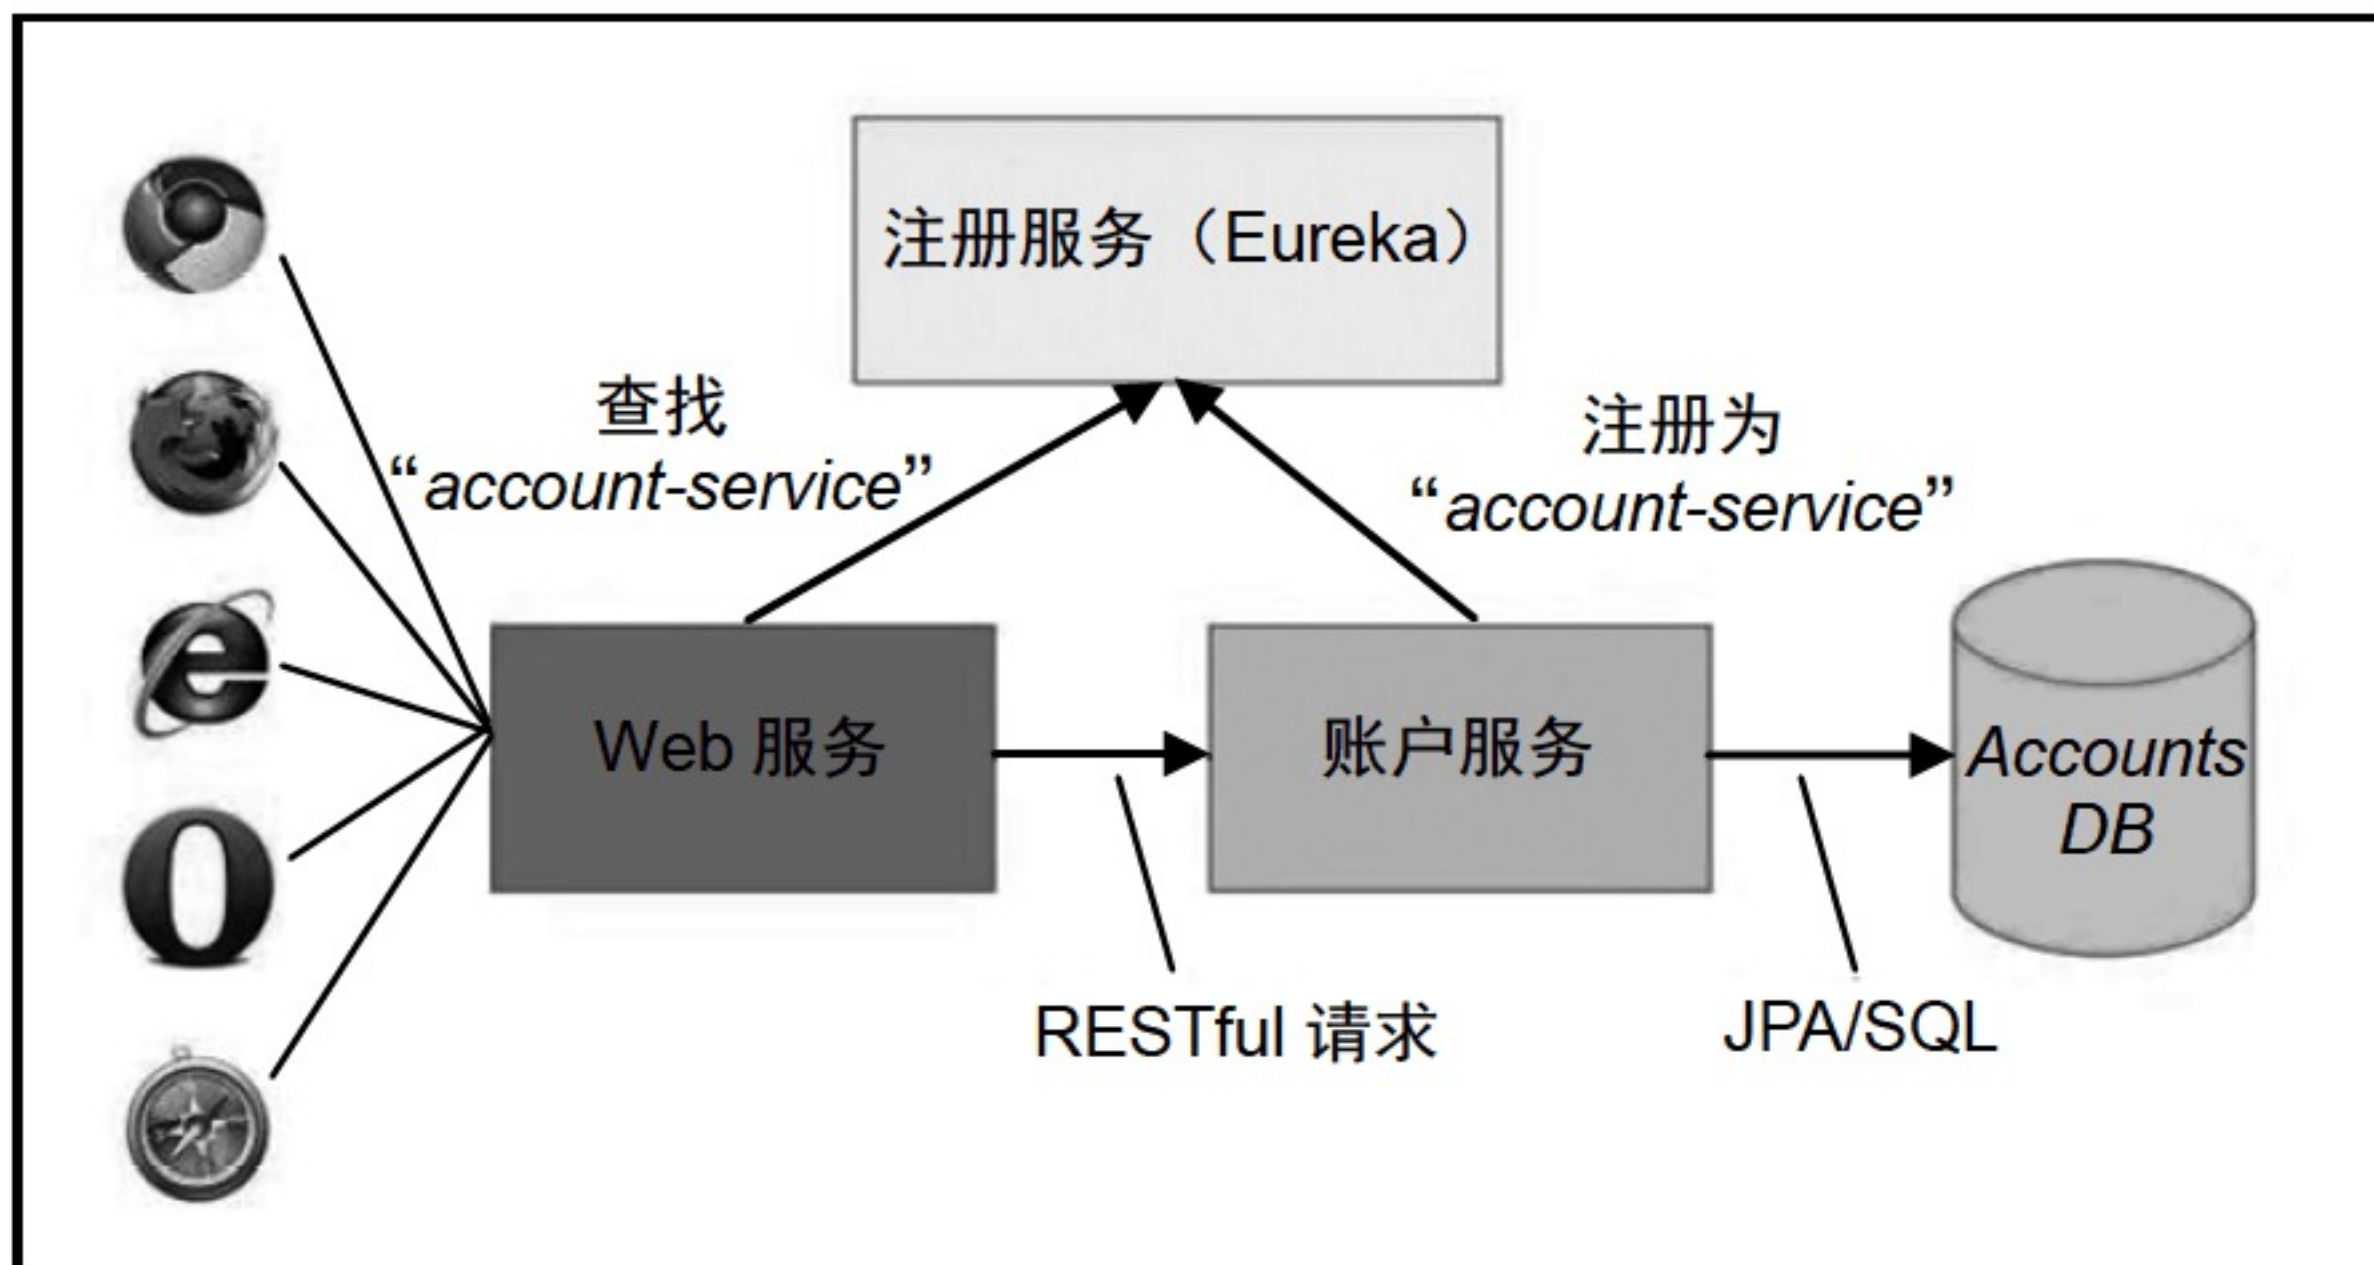 注册服务（Eureka）
查找
“account-service”
注册为
“account-service”
Web 服务
账户服务
Accounts
DB
RESTful 请求
JPA/SQL